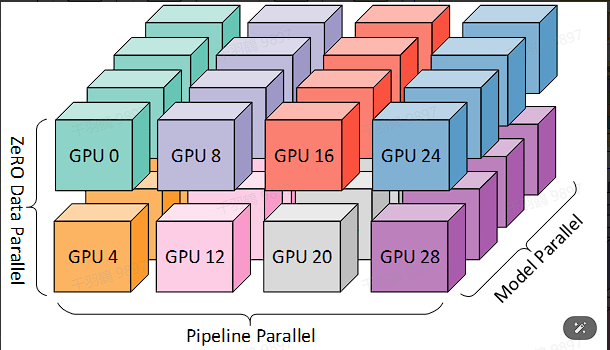 GPU 0
GPU 8
GPU 16
GPU 24
ZeRO Data Parallel
GPU 4
GPU 12
GPU 20
GPU 28
Model Parallel
Pipeline Parallel